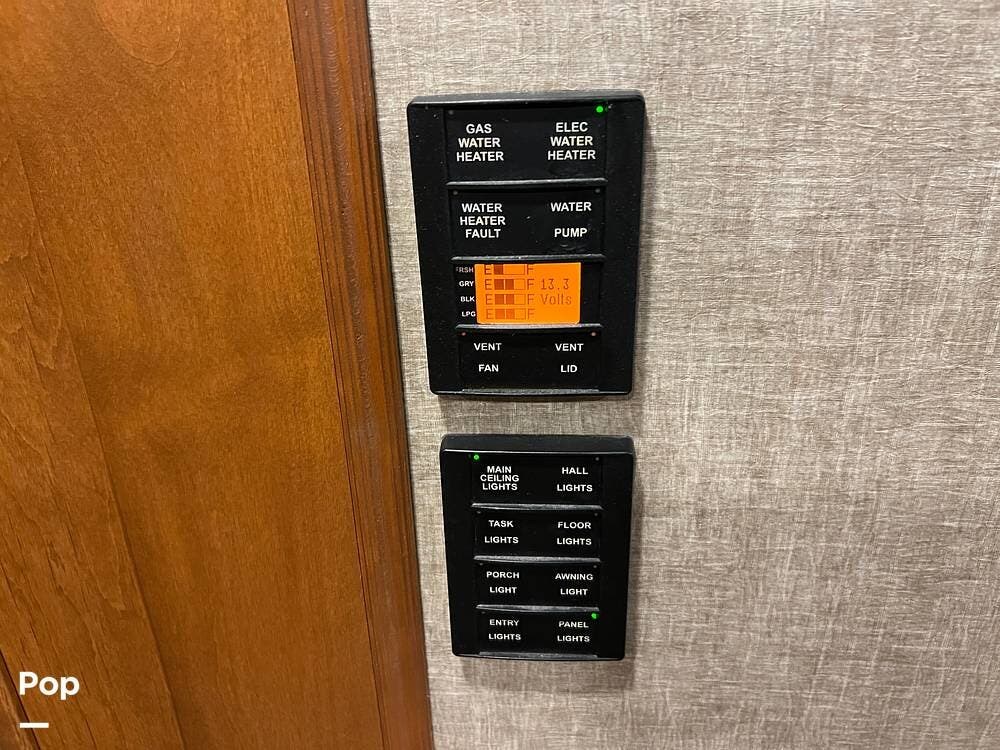 GAS ELEC
WATER WATER
HEATER HEATER
WATER WATER
HEATER
FAULT PUMP
FRSH E F
GRY E F 13.3
BLK E F Volts
LPG E F
VENT VENT
FAN LID
MAIN HALL
CEILING
LIGHTS LIGHTS
TASK FLOOR
LIGHTS LIGHTS
PORCH AWNING
LIGHT LIGHT
ENTRY PANEL
LIGHTS LIGHTS
Pop